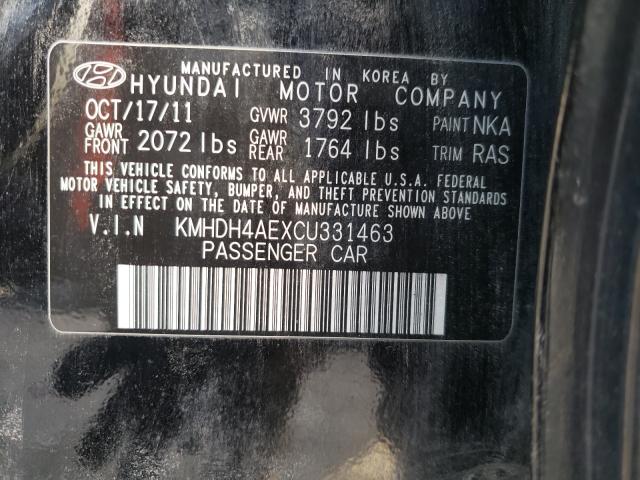 MANUFACTURED IN KOREA BY
HYUNDAI MOTOR COMPANY
OCT/17/11 GVWR 3792 lbs PAINT NKA
GAWR FRONT 2072 lbs GAWR REAR 1764 lbs TRIM RAS
THIS VEHICLE CONFORMS TO ALL APPLICABLE U.S.A. FEDERAL
MOTOR VEHICLE SAFETY, BUMPER, AND THEFT PREVENTION STANDARDS
IN EFFECT ON THE DATE OF MANUFACTURE SHOWN ABOVE.
V.I.N KMHDH4AEXCU331463
PASSENGER CAR